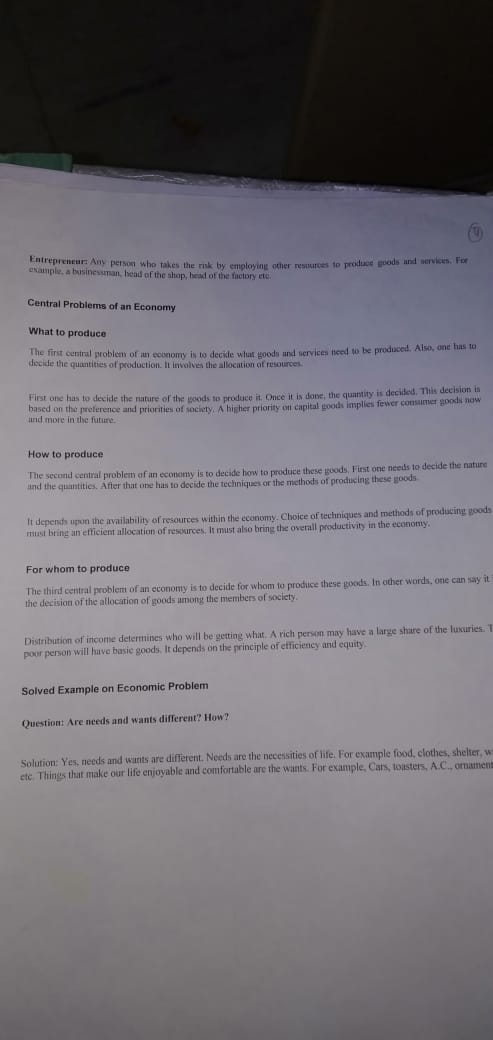 Entrepreneur: Any person who takes the risk by employing other resources to produce goods and services. For
example, a businessman, head of the shop, head of the factory etc.
Central Problems of an Economy
What to produce
The first central problem of an economy is to decide what goods and services need to be produced. Also, one has to
decide the quantities of production. It involves the allocation of resources.
First one has to decide the nature of the goods to produce it. Once it is done, the quantity is decided. This decision is
based on the preference and priorities of society. A higher priority on capital goods implies fewer consumer goods now
and more in the future.
How to produce
The second central problem of an economy is to decide how to produce these goods. First one needs to decide the nature
and the quantities. After that one has to decide the techniques or the methods of producing these goods.
It depends upon the availability of resources within the economy. Choice of techniques and methods of producing goods
must bring an efficient allocation of resources. It must also bring the overall productivity in the economy.
For whom to produce
The third central problem of an economy is to decide for whom to produce these goods. In other words, one can say it
the decision of the allocation of goods among the members of society.
Distribution of income determines who will be getting what. A rich person may have a large share of the luxuries.
poor person will have basic goods. It depends on the principle of efficiency and equity.
Solved Example on Economic Problem
Question: Are needs and wants different? How?
Solution: Yes, needs and wants are different. Needs are the necessities of life. For example food, clothes, shelter,
etc. Things that make our life enjoyable and comfortable are the wants. For example, Cars, toasters, A.C.,